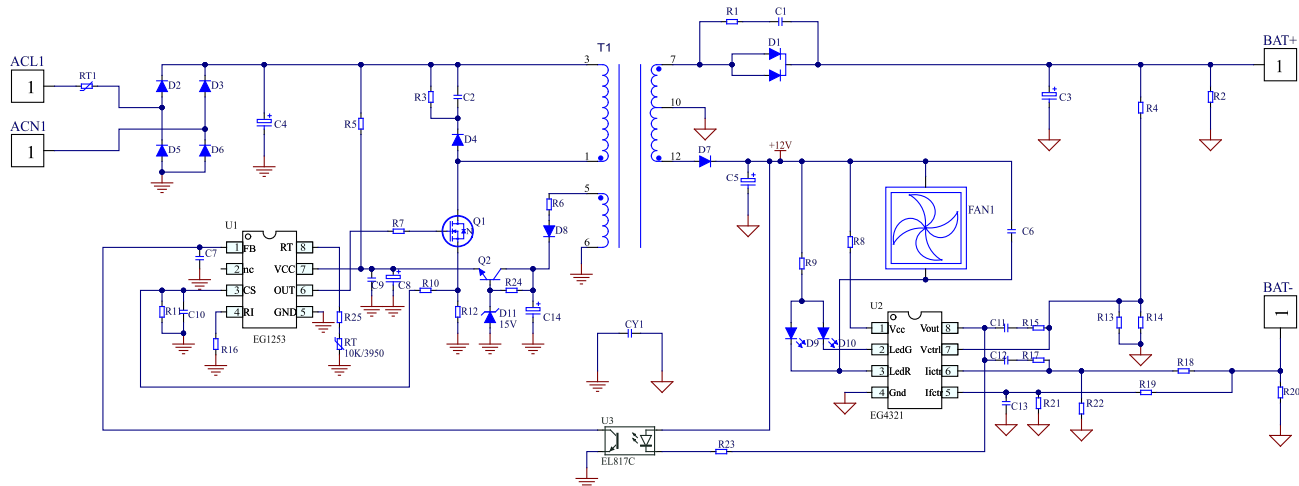 R1 C1
T1
D1
BAT+
1
ACL1
1
RT1
D2 D3
3
7
R3
C2
C3
R4
R2
ACN1
1
C4
R5
10
D4
D5 D6
1
12
D7
+12V
C5
5
R6
FAN1
U1
R7
Q1
D8
R8
C6
1 FB RT 8
C7
6
2 nc VCC 7
Q2
R9
3 CS OUT 6
C9 C8
R10
R24
4 RI GND 5
R11 C10
R12
D11
15V
C14
U2
BAT-
1
EG1253
R25
R16
RT
10K/3950
CY1
D9 D10
1 Vcc Vout 8
C11 R15
R13 R14
2 LedG Vctrl 7
C12 R17
3 LedR Iictr 6
R18
4 Gnd Ifctr 5
R19
R20
EG4321
C13 R21 R22
U3
EL817C
R23